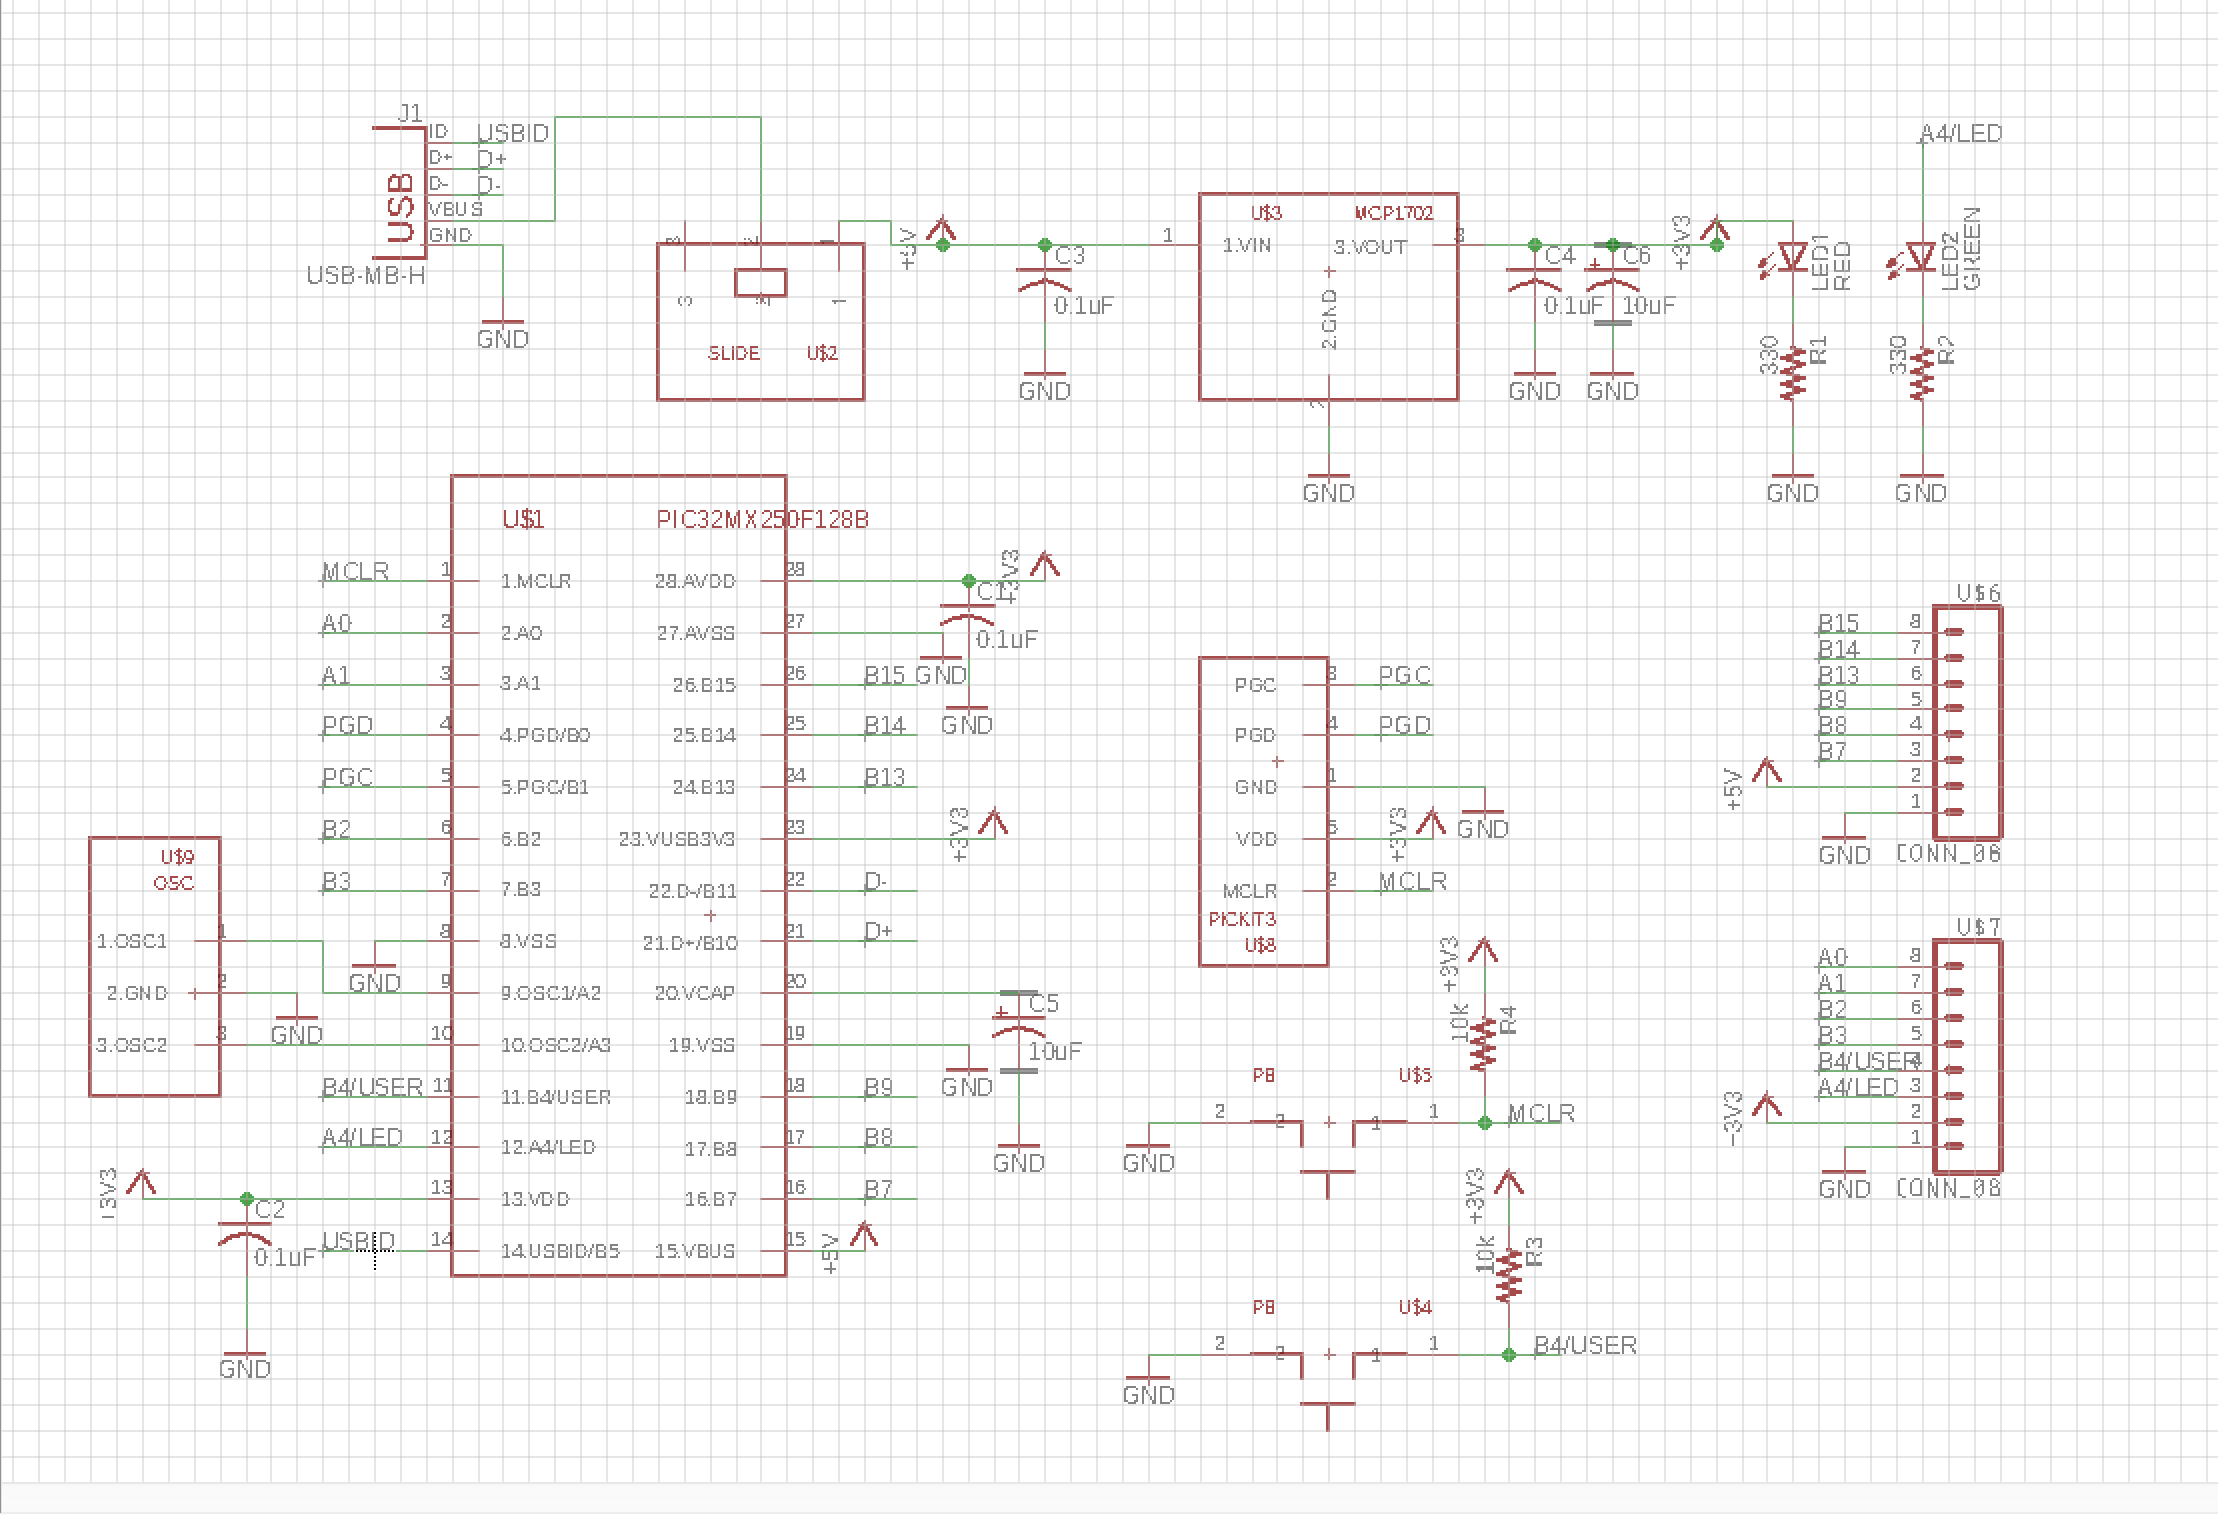 J1
ID USBID
D+ D+
D- D-
VBUS
GND
USB
USB-MB-H
GND
3 2 1
3 2 1
SLIDE U$2
+5V
C3
0.1uF
GND
U$3 MCP1702
1 1.VIN 3.VOUT 3
2.GND
2
GND
C4
0.1uF
GND
C6
+
10uF
GND
+3V3
LED1
RED
330
R1
GND
A4/LED
LED2
GREEN
330
R2
GND
U$1 PIC32MX250F128B
MCLR 1 1.MCLR 28.AVDD 28
A0 2 2.A0 27.AVSS 27
A1 3 3.A1 26.B15 26 B15
PGD 4 4.PGD/B0 25.B14 25 B14
PGC 5 5.PGC/B1 24.B13 24 B13
B2 6 6.B2 23.VUSB3V3 23 +3V3
B3 7 7.B3 22.D-/B11 22 D-
8 8.VSS 21.D+/B10 21 D+
GND
9 9.OSC1/A2 20.VCAP 20
10 10.OSC2/A3 19.VSS 19
B4/USER 11 11.B4/USER 18.B9 18 B9
A4/LED 12 12.A4/LED 17.B8 17 B8
13 13.VDD 16.B7 16 B7
USBID 14 14.USBID/B5 15.VBUS 15 +5V
C1
+3V3
0.1uF
GND
GND
C5
+
10uF
GND
GND
U$9
OSC
1.OSC1 1
2.GND 2
3.OSC2 3
GND
+3V3
C2
0.1uF
GND
PGC 3 PGC
PGD 4 PGD
GND 1
GND
VDD 5 +3V3
MCLR 2 MCLR
PICKIT3
U$8
+3V3
10k
R4
PB U$5
2 2 1 1 MCLR
GND
+3V3
10k
R3
PB U$4
2 2 1 1 B4/USER
GND
U$6
B15 8
B14 7
B13 6
B9 5
B8 4
B7 3
+5V 2
1
GND CONN_08
U$7
A0 8
A1 7
B2 6
B3 5
B4/USER 4
A4/LED 3
+3V3 2
1
GND CONN_08